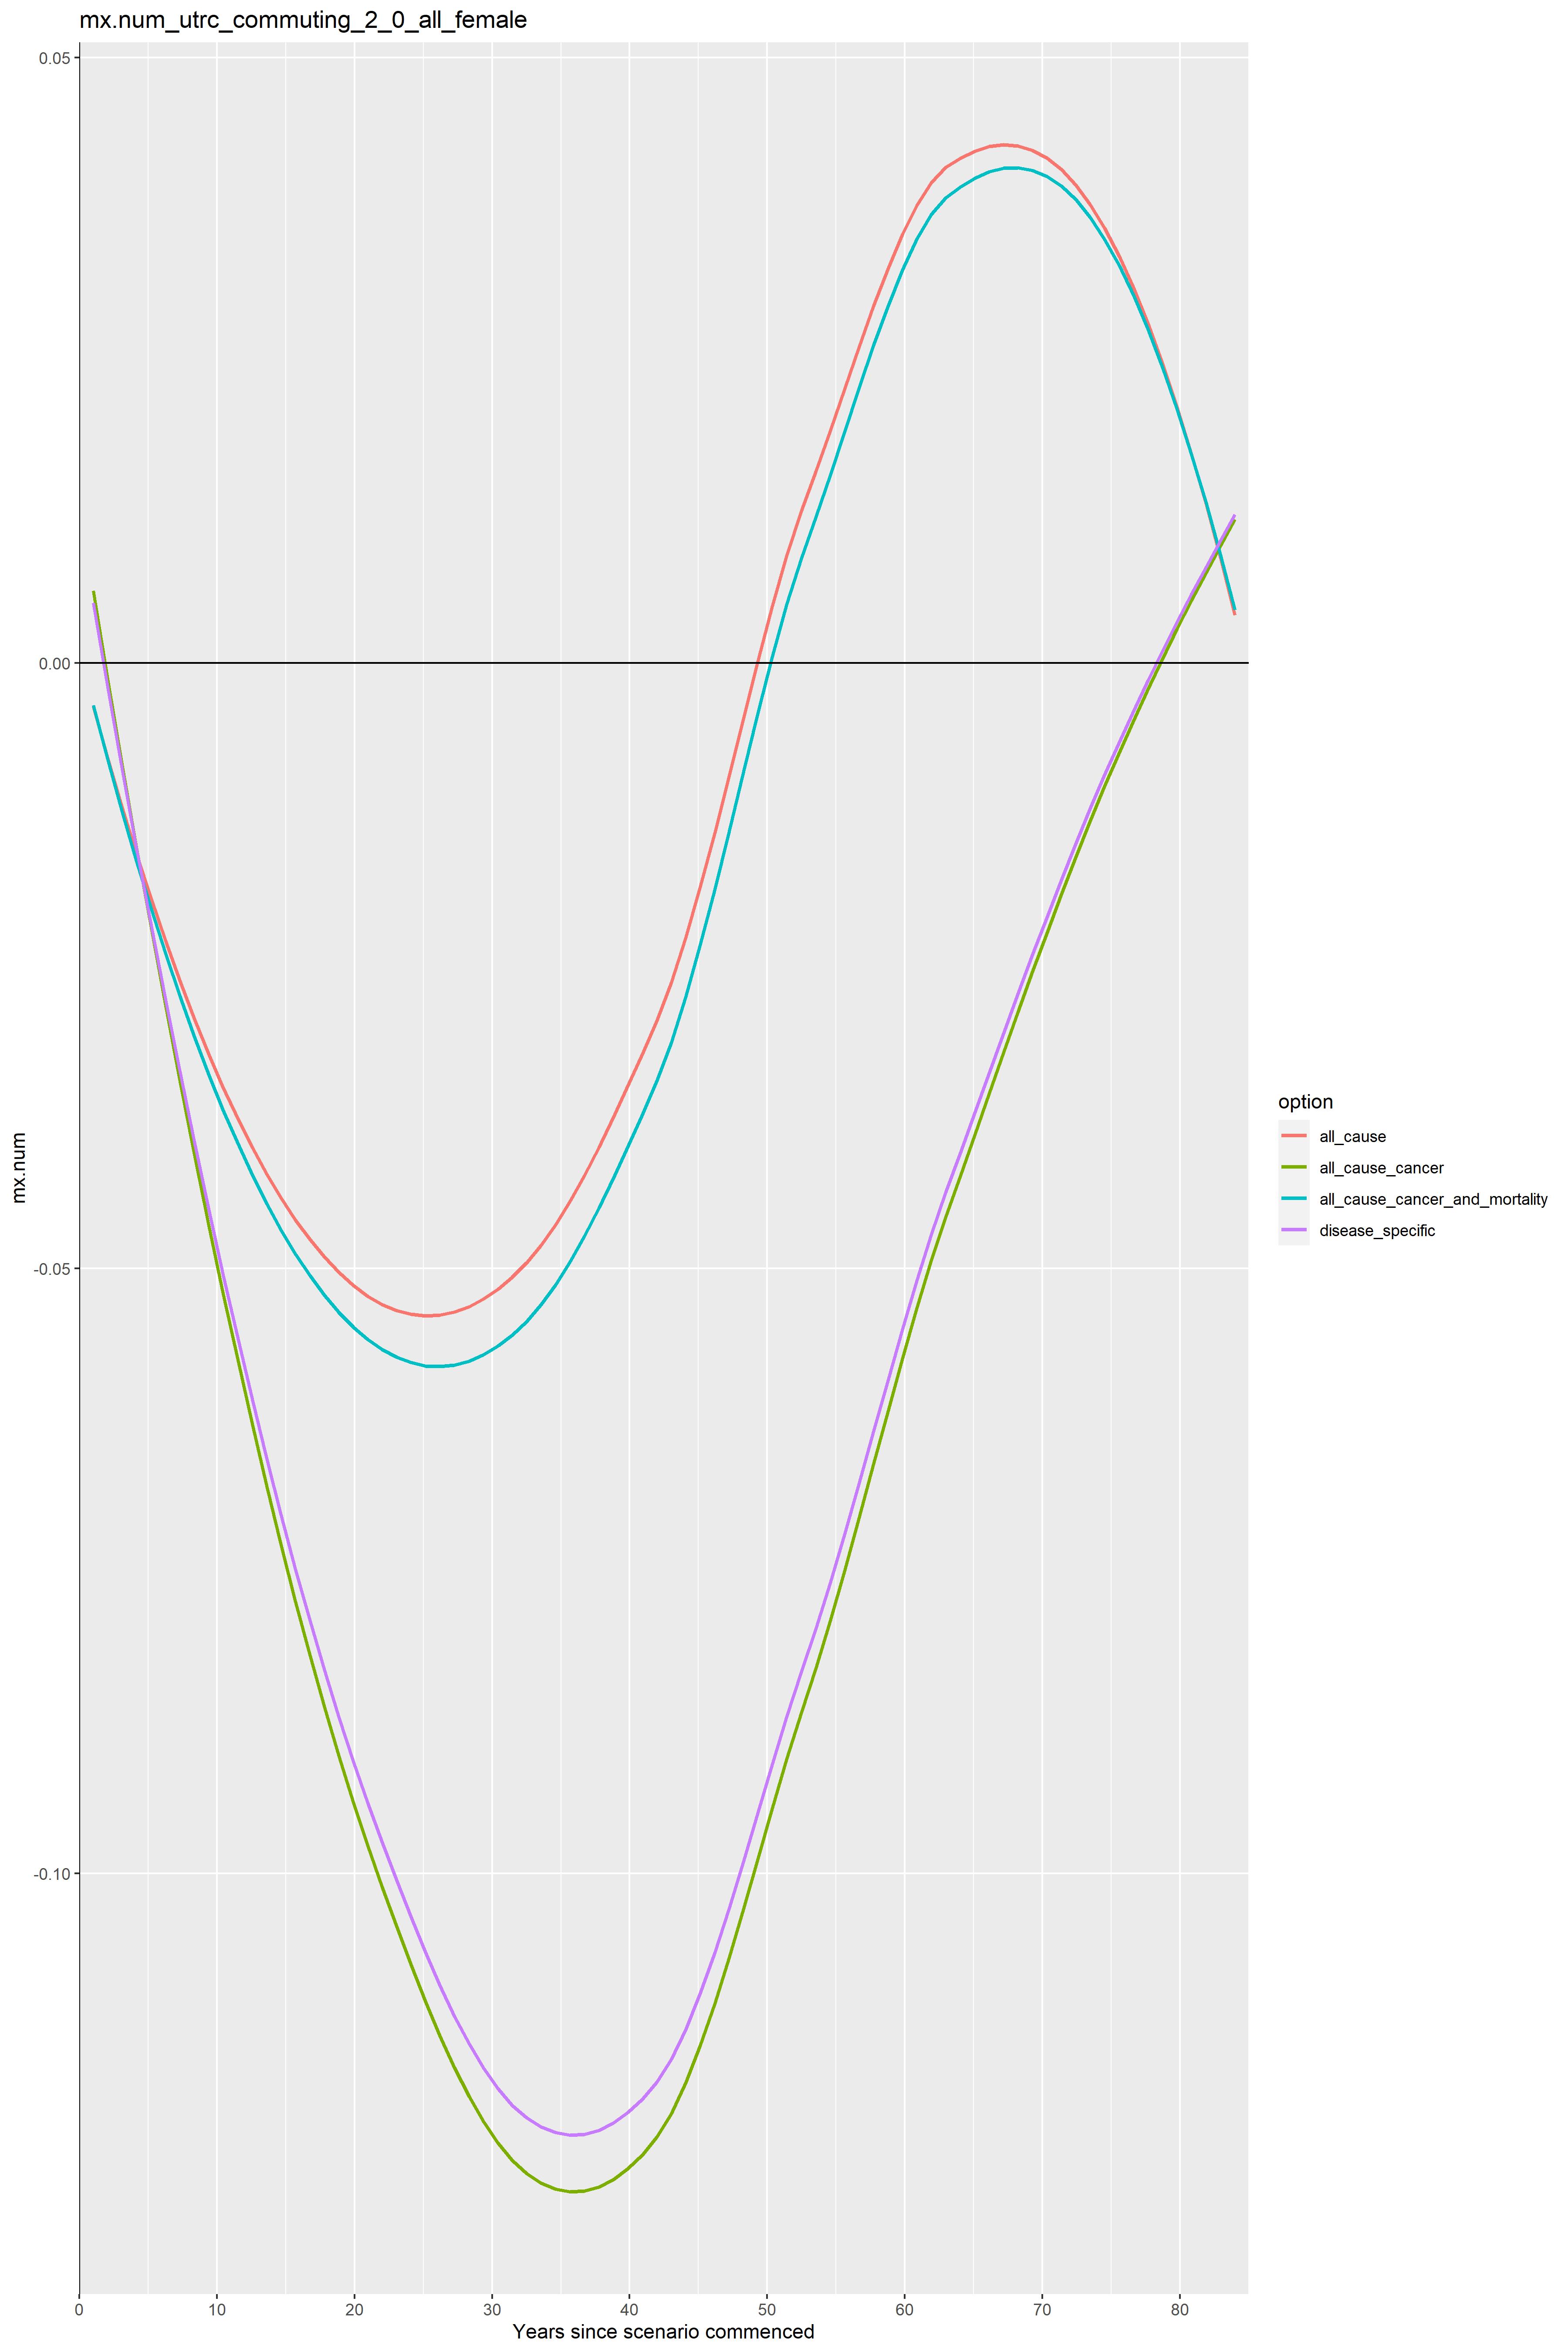 mx.num_utrc_commuting_2_0_all_female
0.05
0.00
-0.05
-0.10
mx.num
0 10 20 30 40 50 60 70 80
Years since scenario commenced
option
all_cause
all_cause_cancer
all_cause_cancer_and_mortality
disease_specific